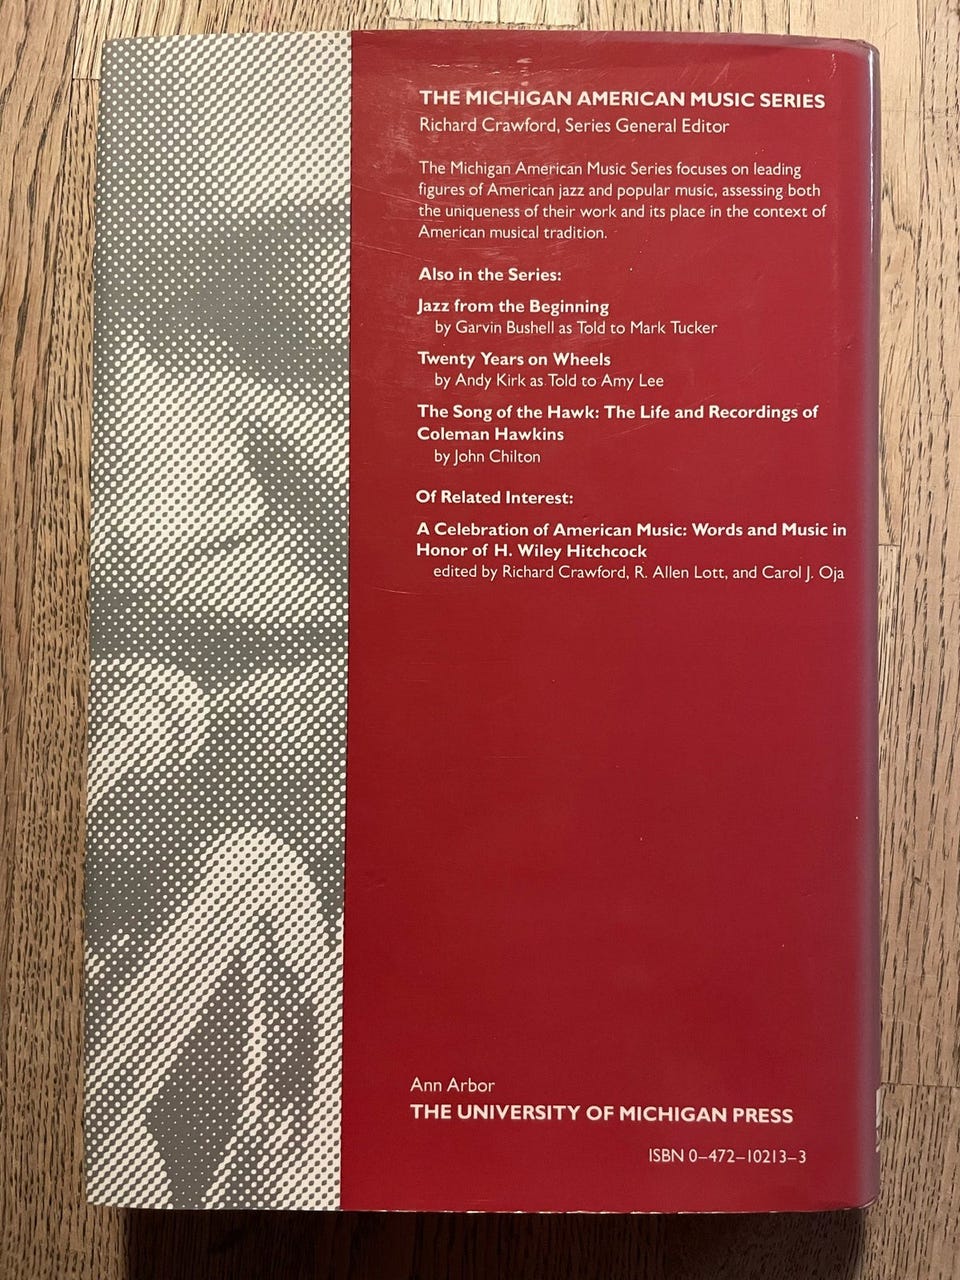 THE MICHIGAN AMERICAN MUSIC SERIES
Richard Crawford, Series General Editor
The Michigan American Music Series focuses on leading
figures of American jazz and popular music, assessing both
the uniqueness of their work and its place in the context of
American musical tradition.
Also in the Series:
Jazz from the Beginning
by Garvin Bushell as Told to Mark Tucker
Twenty Years on Wheels
by Andy Kirk as Told to Amy Lee
The Song of the Hawk: The Life and Recordings of
Coleman Hawkins
by John Chilton
Of Related Interest:
A Celebration of American Music: Words and Music in
Honor of H. Wiley Hitchcock
edited by Richard Crawford, R. Allen Lott, and Carol J. Oja
Ann Arbor
THE UNIVERSITY OF MICHIGAN PRESS
ISBN 0–472–10213–3